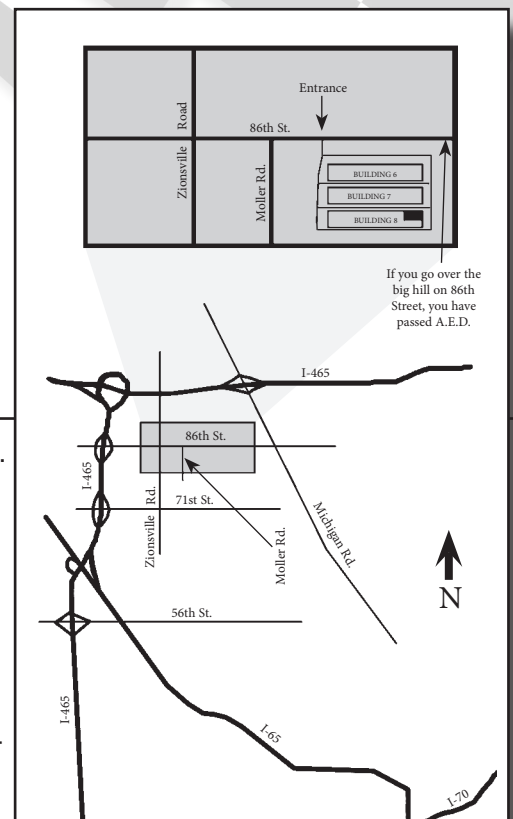 Entrance
86th St.
Zionsville Road
Moller Rd.
BUILDING 6
BUILDING 7
BUILDING 8
If you go over the
big hill on 86th
Street, you have
passed A.E.D.
I-465
86th St.
I-465
71st St.
Zionsville Rd.
Moller Rd.
Michigan Rd.
N
56th St.
I-465
I-65
I-70